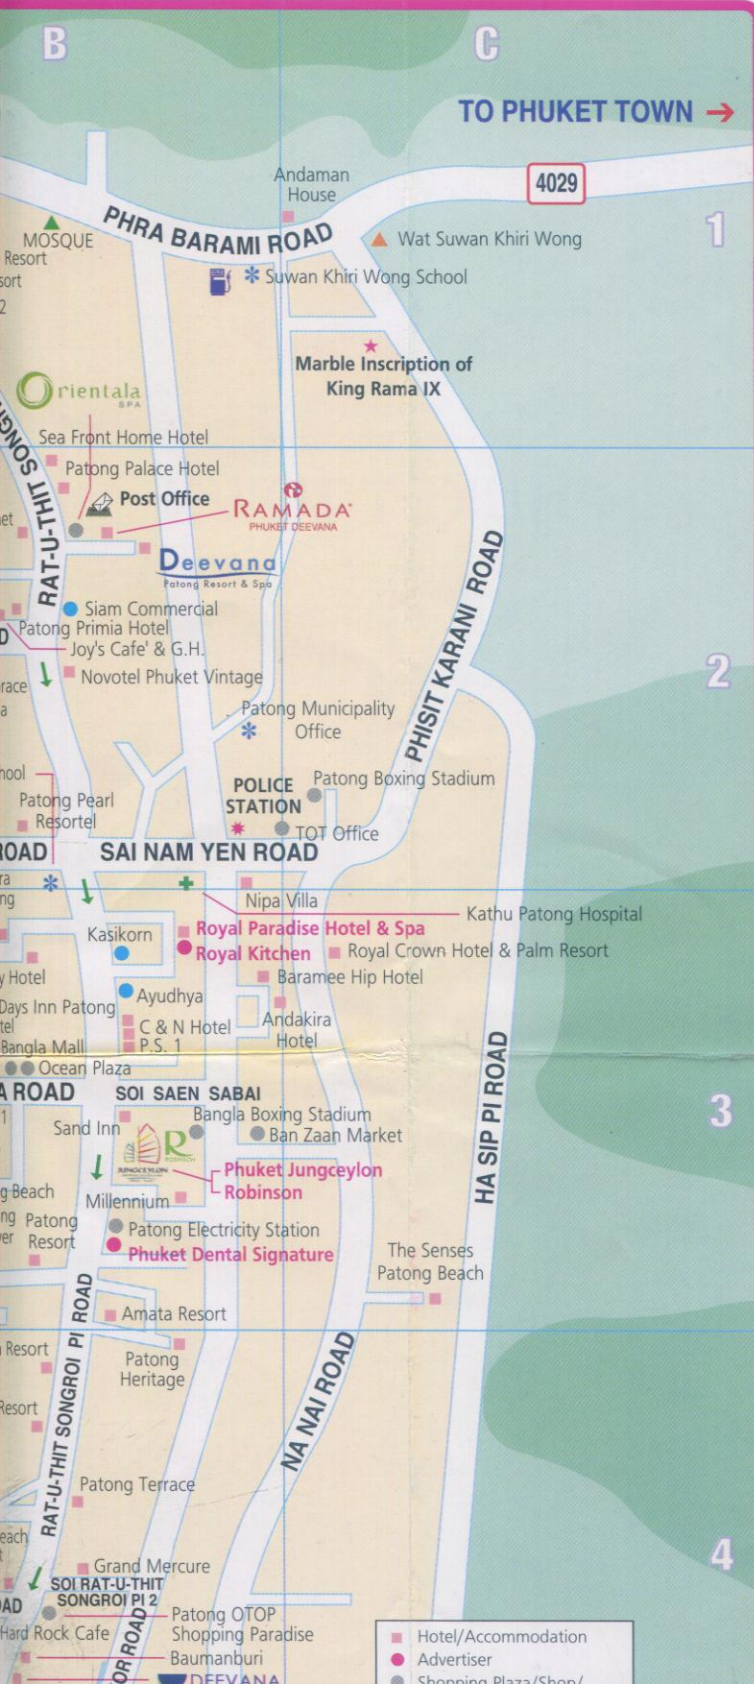 B
C
TO PHUKET TOWN
4029
Andaman
House
PHRA BARAMI ROAD
1
MOSQUE
Resort
Wat Suwan Khiri Wong
Suwan Khiri Wong School
2
Marble Inscription of
King Rama IX
Orientala
SPA
Sea Front Home Hotel
Patong Palace Hotel
Post Office
RAMADA
PHUKET DEEVANA
RAT-U-THIT
Deevana
Patong Resort & Spa
PHISIT KARANI ROAD
Siam Commercial
Patong Primia Hotel
Joy's Cafe' & G.H.
Novotel Phuket Vintage
2
Patong Municipality
Office
POLICE
STATION
Patong Boxing Stadium
Patong Pearl
Resortel
TOT Office
ROAD
SAI NAM YEN ROAD
Nipa Villa
Kathu Patong Hospital
Kasikorn
Royal Paradise Hotel & Spa
Royal Kitchen
Royal Crown Hotel & Palm Resort
Hotel
Baramee Hip Hotel
Days Inn Patong
Ayudhya
C & N Hotel
P.S. 1
Andakira
Hotel
Bangla Mall
Ocean Plaza
HA SIP PI ROAD
ROAD
SOI SAEN SABAI
3
Bangla Boxing Stadium
Sand Inn
Ban Zaan Market
R
ROBINSON
JUNGCEYLON
Phuket Jungceylon
Robinson
Beach
Millennium
Patong
Resort
Patong Electricity Station
Phuket Dental Signature
The Senses
Patong Beach
Amata Resort
Resort
Patong
Heritage
NA NAI ROAD
Resort
RAT-U-THIT SONGROI PI ROAD
Patong Terrace
4
Grand Mercure
SOI RAT-U-THIT
SONGROI PI 2
Patong OTOP
Shopping Paradise
Hard Rock Cafe
Baumanburi
DEEVANA
Hotel/Accommodation
Advertiser
Shopping Plaza/Shop/